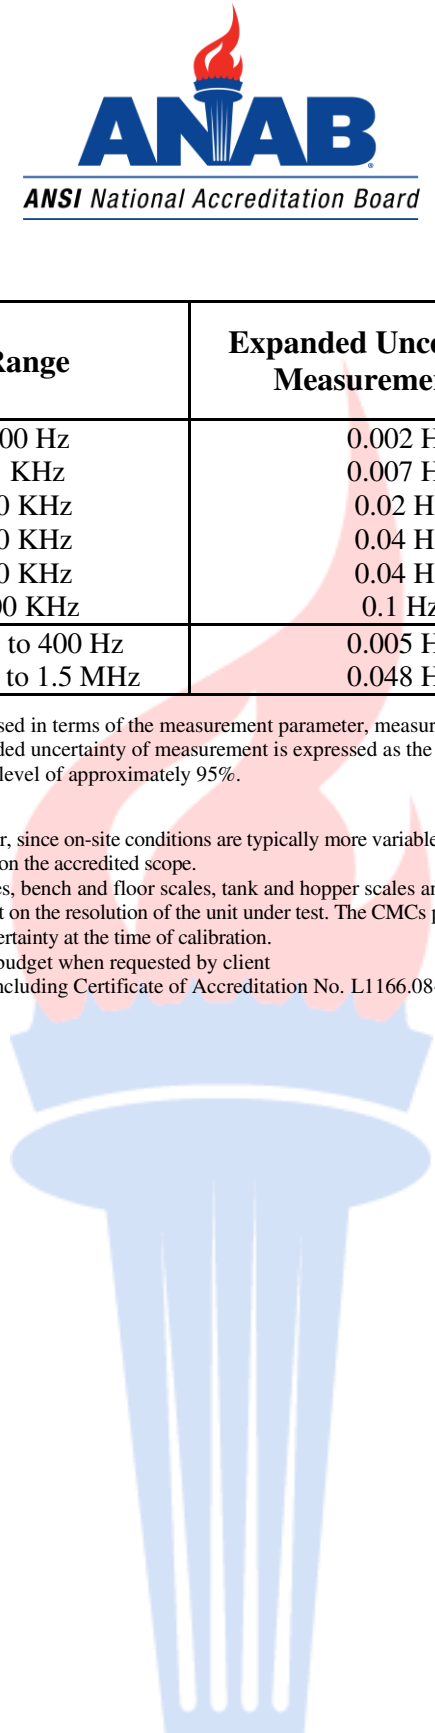 ANAB
ANSI National Accreditation Board
Range
Expanded Unce
Measuremen
00 Hz
0.002 H
KHz
0.007 H
0 KHz
0.02 H
0 KHz
0.04 H
0 KHz
0.04 H
00 KHz
0.1 Hz
to 400 Hz
0.005 H
to 1.5 MHz
0.048 H
sed in terms of the measurement parameter, measur
ded uncertainty of measurement is expressed as the
level of approximately 95%.
r, since on-site conditions are typically more variable
on the accredited scope.
es, bench and floor scales, tank and hopper scales an
t on the resolution of the unit under test. The CMCs p
ertainty at the time of calibration.
budget when requested by client
ncluding Certificate of Accreditation No. L1166.08-